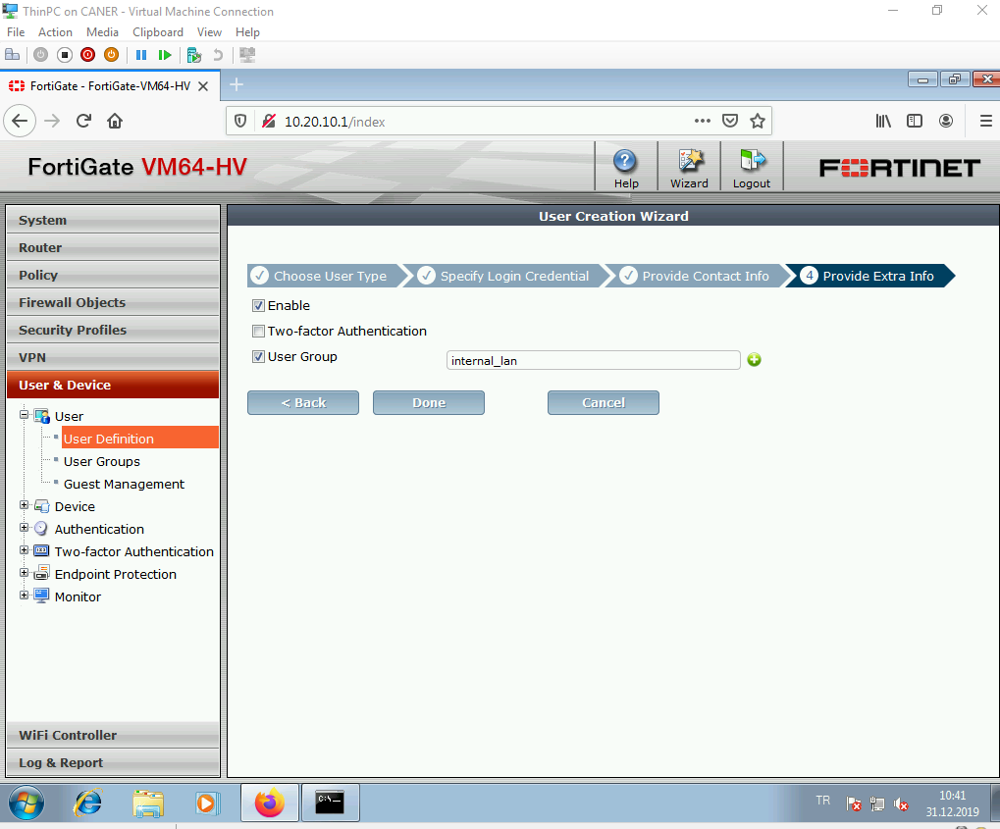 ThinPC on CANER - Virtual Machine Connection
File Action Media Clipboard View Help
FortiGate - FortiGate-VM64-HV
10.20.10.1/index
FortiGate VM64-HV
Help Wizard Logout
FORTINET
System
Router
Policy
Firewall Objects
Security Profiles
VPN
User & Device
User
User Definition
User Groups
Guest Management
Device
Authentication
Two-factor Authentication
Endpoint Protection
Monitor
WiFi Controller
Log & Report
User Creation Wizard
Choose User Type Specify Login Credential Provide Contact Info 4 Provide Extra Info
Enable
Two-factor Authentication
User Group internal_lan
< Back Done Cancel
C:\_
TR
10:41
31.12.2019